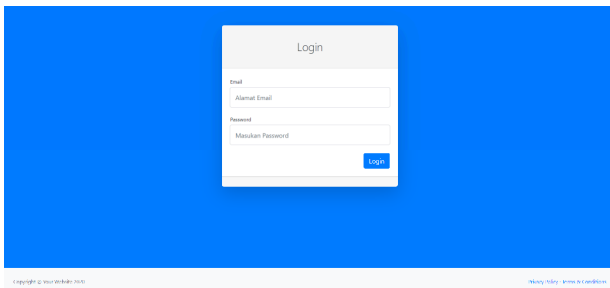 Login
Email
Alamat Email
Password
Masukan Password
Login
Copyright © Your Website 2020
Privacy Policy · Terms & Conditions